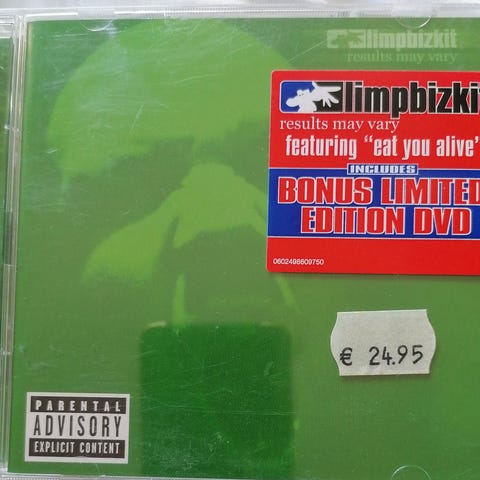 limpbizkit
results may vary
limpbizkit
results may vary
featuring "eat you alive"
INCLUDES
BONUS LIMITED
EDITION DVD
0602498609750
€ 24.95
PARENTAL
ADVISORY
EXPLICIT CONTENT